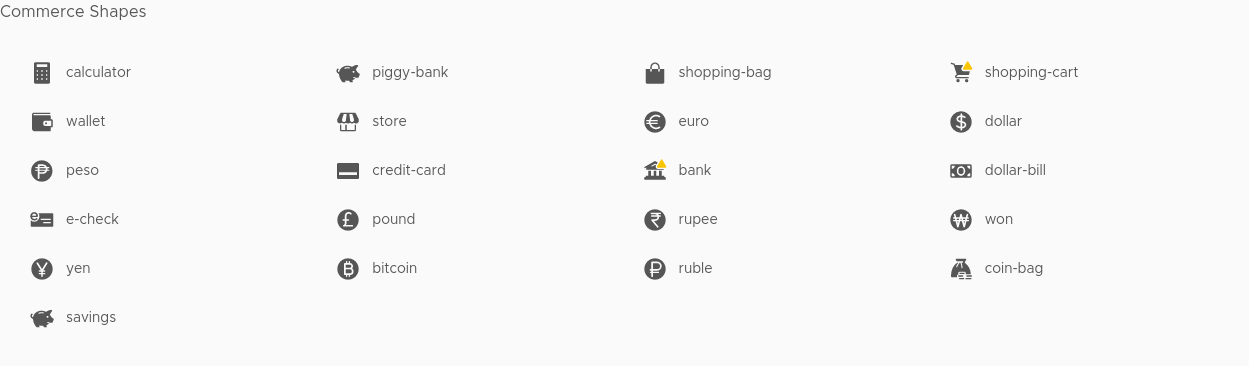 Commerce Shapes
calculator piggy-bank shopping-bag shopping-cart
wallet store euro dollar
peso credit-card bank dollar-bill
e-check pound rupee won
yen bitcoin ruble coin-bag
savings